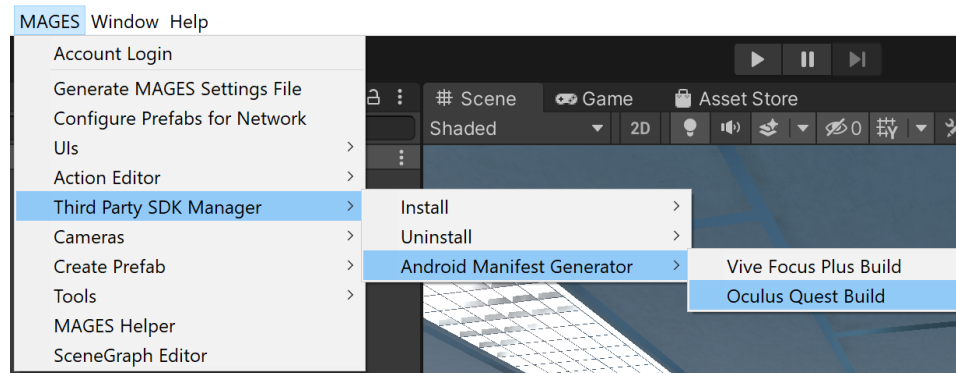 MAGES Window Help
Account Login
Generate MAGES Settings File
Configure Prefabs for Network
UIs
Action Editor
Third Party SDK Manager
Cameras
Create Prefab
Tools
MAGES Helper
SceneGraph Editor
Install
Uninstall
Android Manifest Generator
Vive Focus Plus Build
Oculus Quest Build
Scene Game Asset Store
Shaded 2D 0